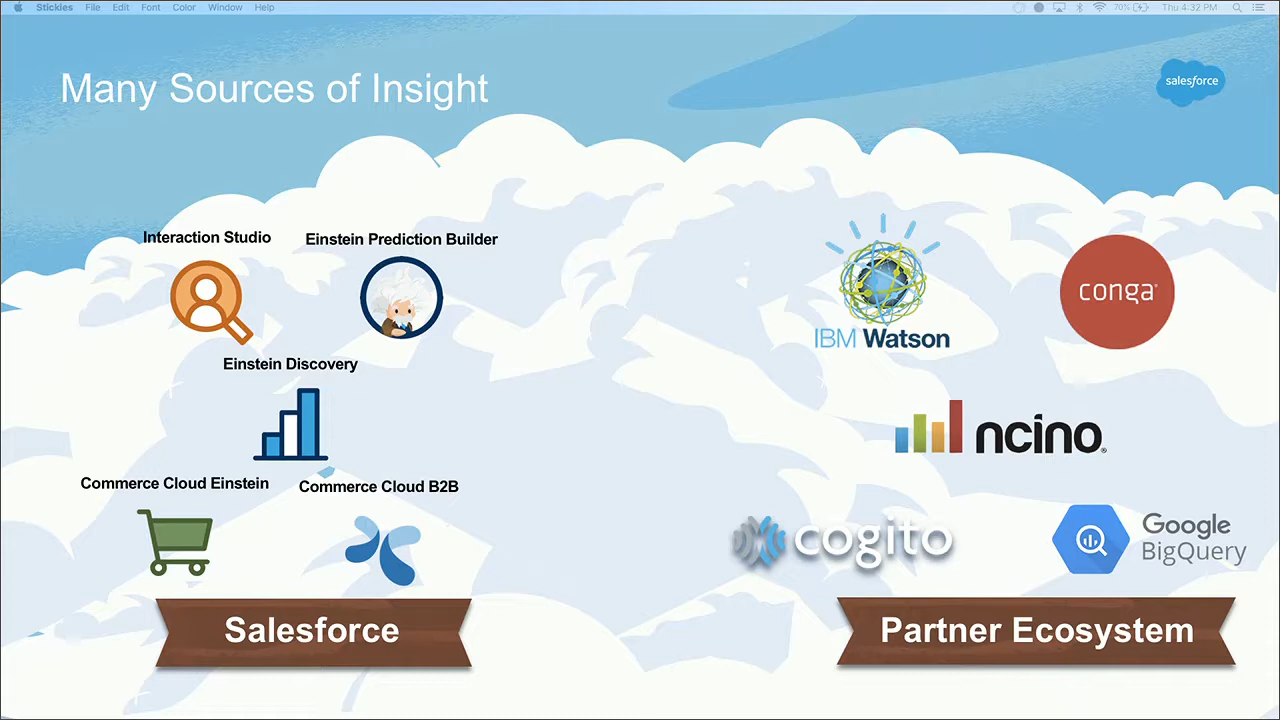 Stickies File Edit Font Color Window Help 70% Thu 4:32 PM
Many Sources of Insight
salesforce
Interaction Studio
Einstein Prediction Builder
Einstein Discovery
Commerce Cloud Einstein
Commerce Cloud B2B
Salesforce
IBM Watson
conga
ncino®
cogito
Google
BigQuery
Partner Ecosystem